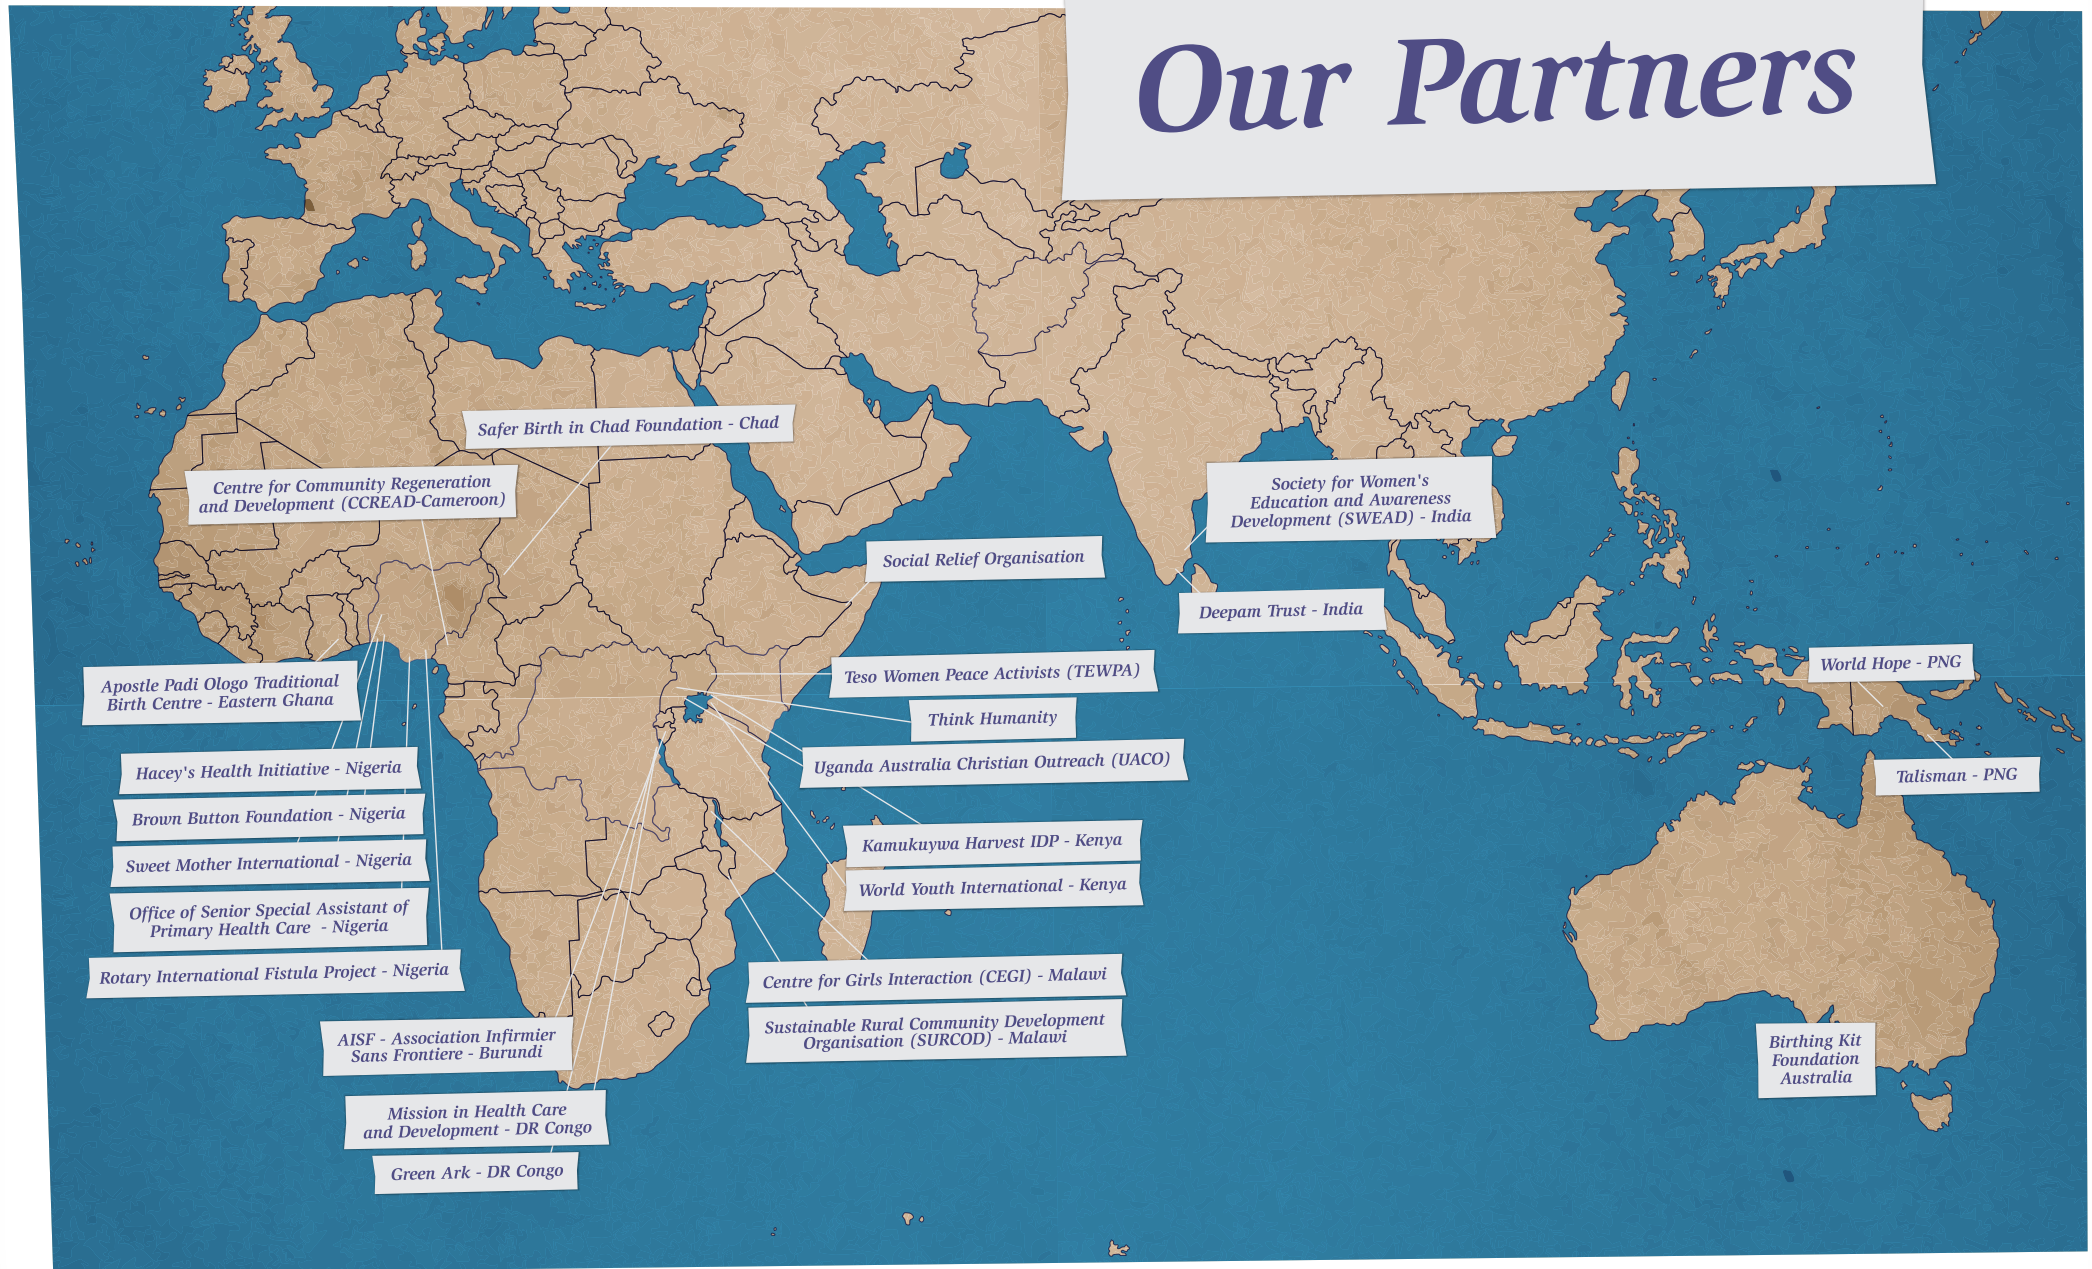 Our Partners
Safer Birth in Chad Foundation - Chad
Centre for Community Regeneration
and Development (CCREAD-Cameroon)
Society for Women's
Education and Awareness
Development (SWEAD) - India
Social Relief Organisation
Deepam Trust - India
Apostle Padi Ologo Traditional
Birth Centre - Eastern Ghana
Teso Women Peace Activists (TEWPA)
World Hope - PNG
Think Humanity
Hacey's Health Initiative - Nigeria
Uganda Australia Christian Outreach (UACO)
Talisman - PNG
Brown Button Foundation - Nigeria
Kamukuywa Harvest IDP - Kenya
Sweet Mother International - Nigeria
World Youth International - Kenya
Office of Senior Special Assistant of
Primary Health Care - Nigeria
Rotary International Fistula Project - Nigeria
Centre for Girls Interaction (CEGI) - Malawi
Sustainable Rural Community Development
Organisation (SURCOD) - Malawi
AISF - Association Infirmier
Sans Frontiere - Burundi
Birthing Kit
Foundation
Australia
Mission in Health Care
and Development - DR Congo
Green Ark - DR Congo